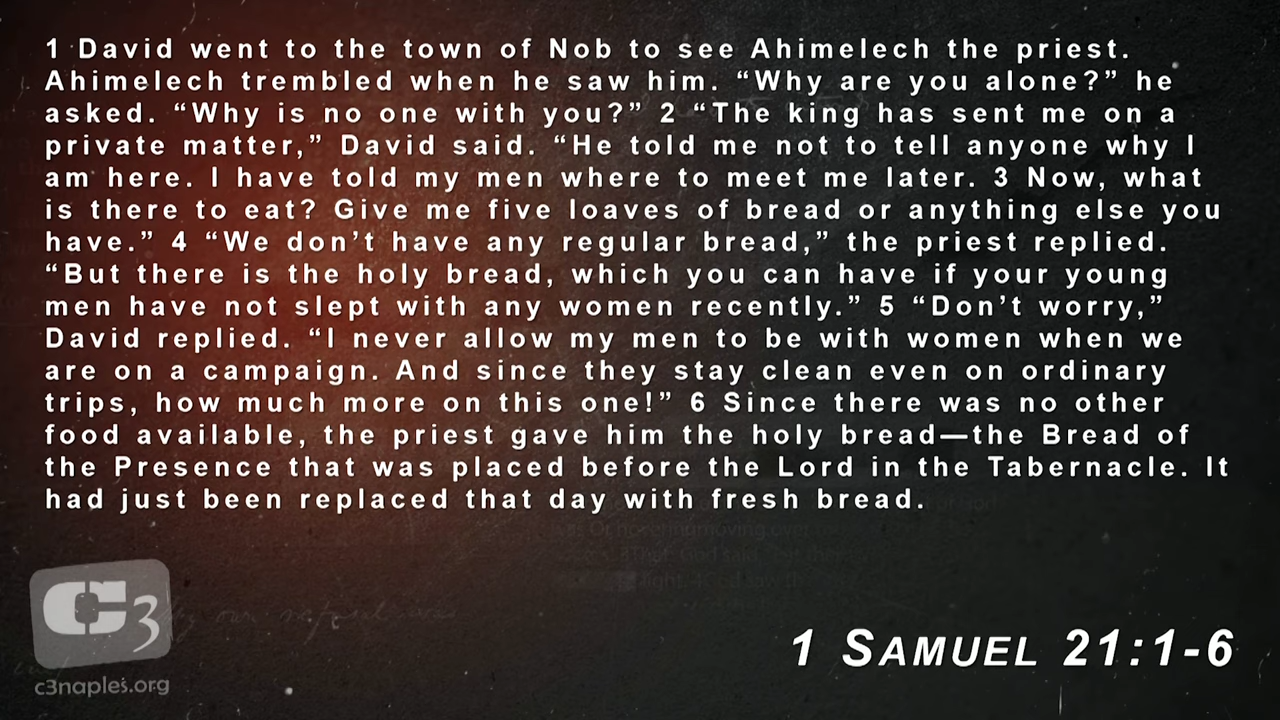 1 David went to the town of Nob to see Ahimelech the priest.
Ahimelech trembled when he saw him. “Why are you alone?” he
asked. “Why is no one with you?” 2 “The king has sent me on a
private matter,” David said. “He told me not to tell anyone why I
am here. I have told my men where to meet me later. 3 Now, what
is there to eat? Give me five loaves of bread or anything else you
have.” 4 “We don’t have any regular bread,” the priest replied.
“But there is the holy bread, which you can have if your young
men have not slept with any women recently.” 5 “Don’t worry,”
David replied. “I never allow my men to be with women when we
are on a campaign. And since they stay clean even on ordinary
trips, how much more on this one!” 6 Since there was no other
food available, the priest gave him the holy bread—the Bread of
the Presence that was placed before the Lord in the Tabernacle. It
had just been replaced that day with fresh bread.
C3
c3naples.org
1 SAMUEL 21:1-6